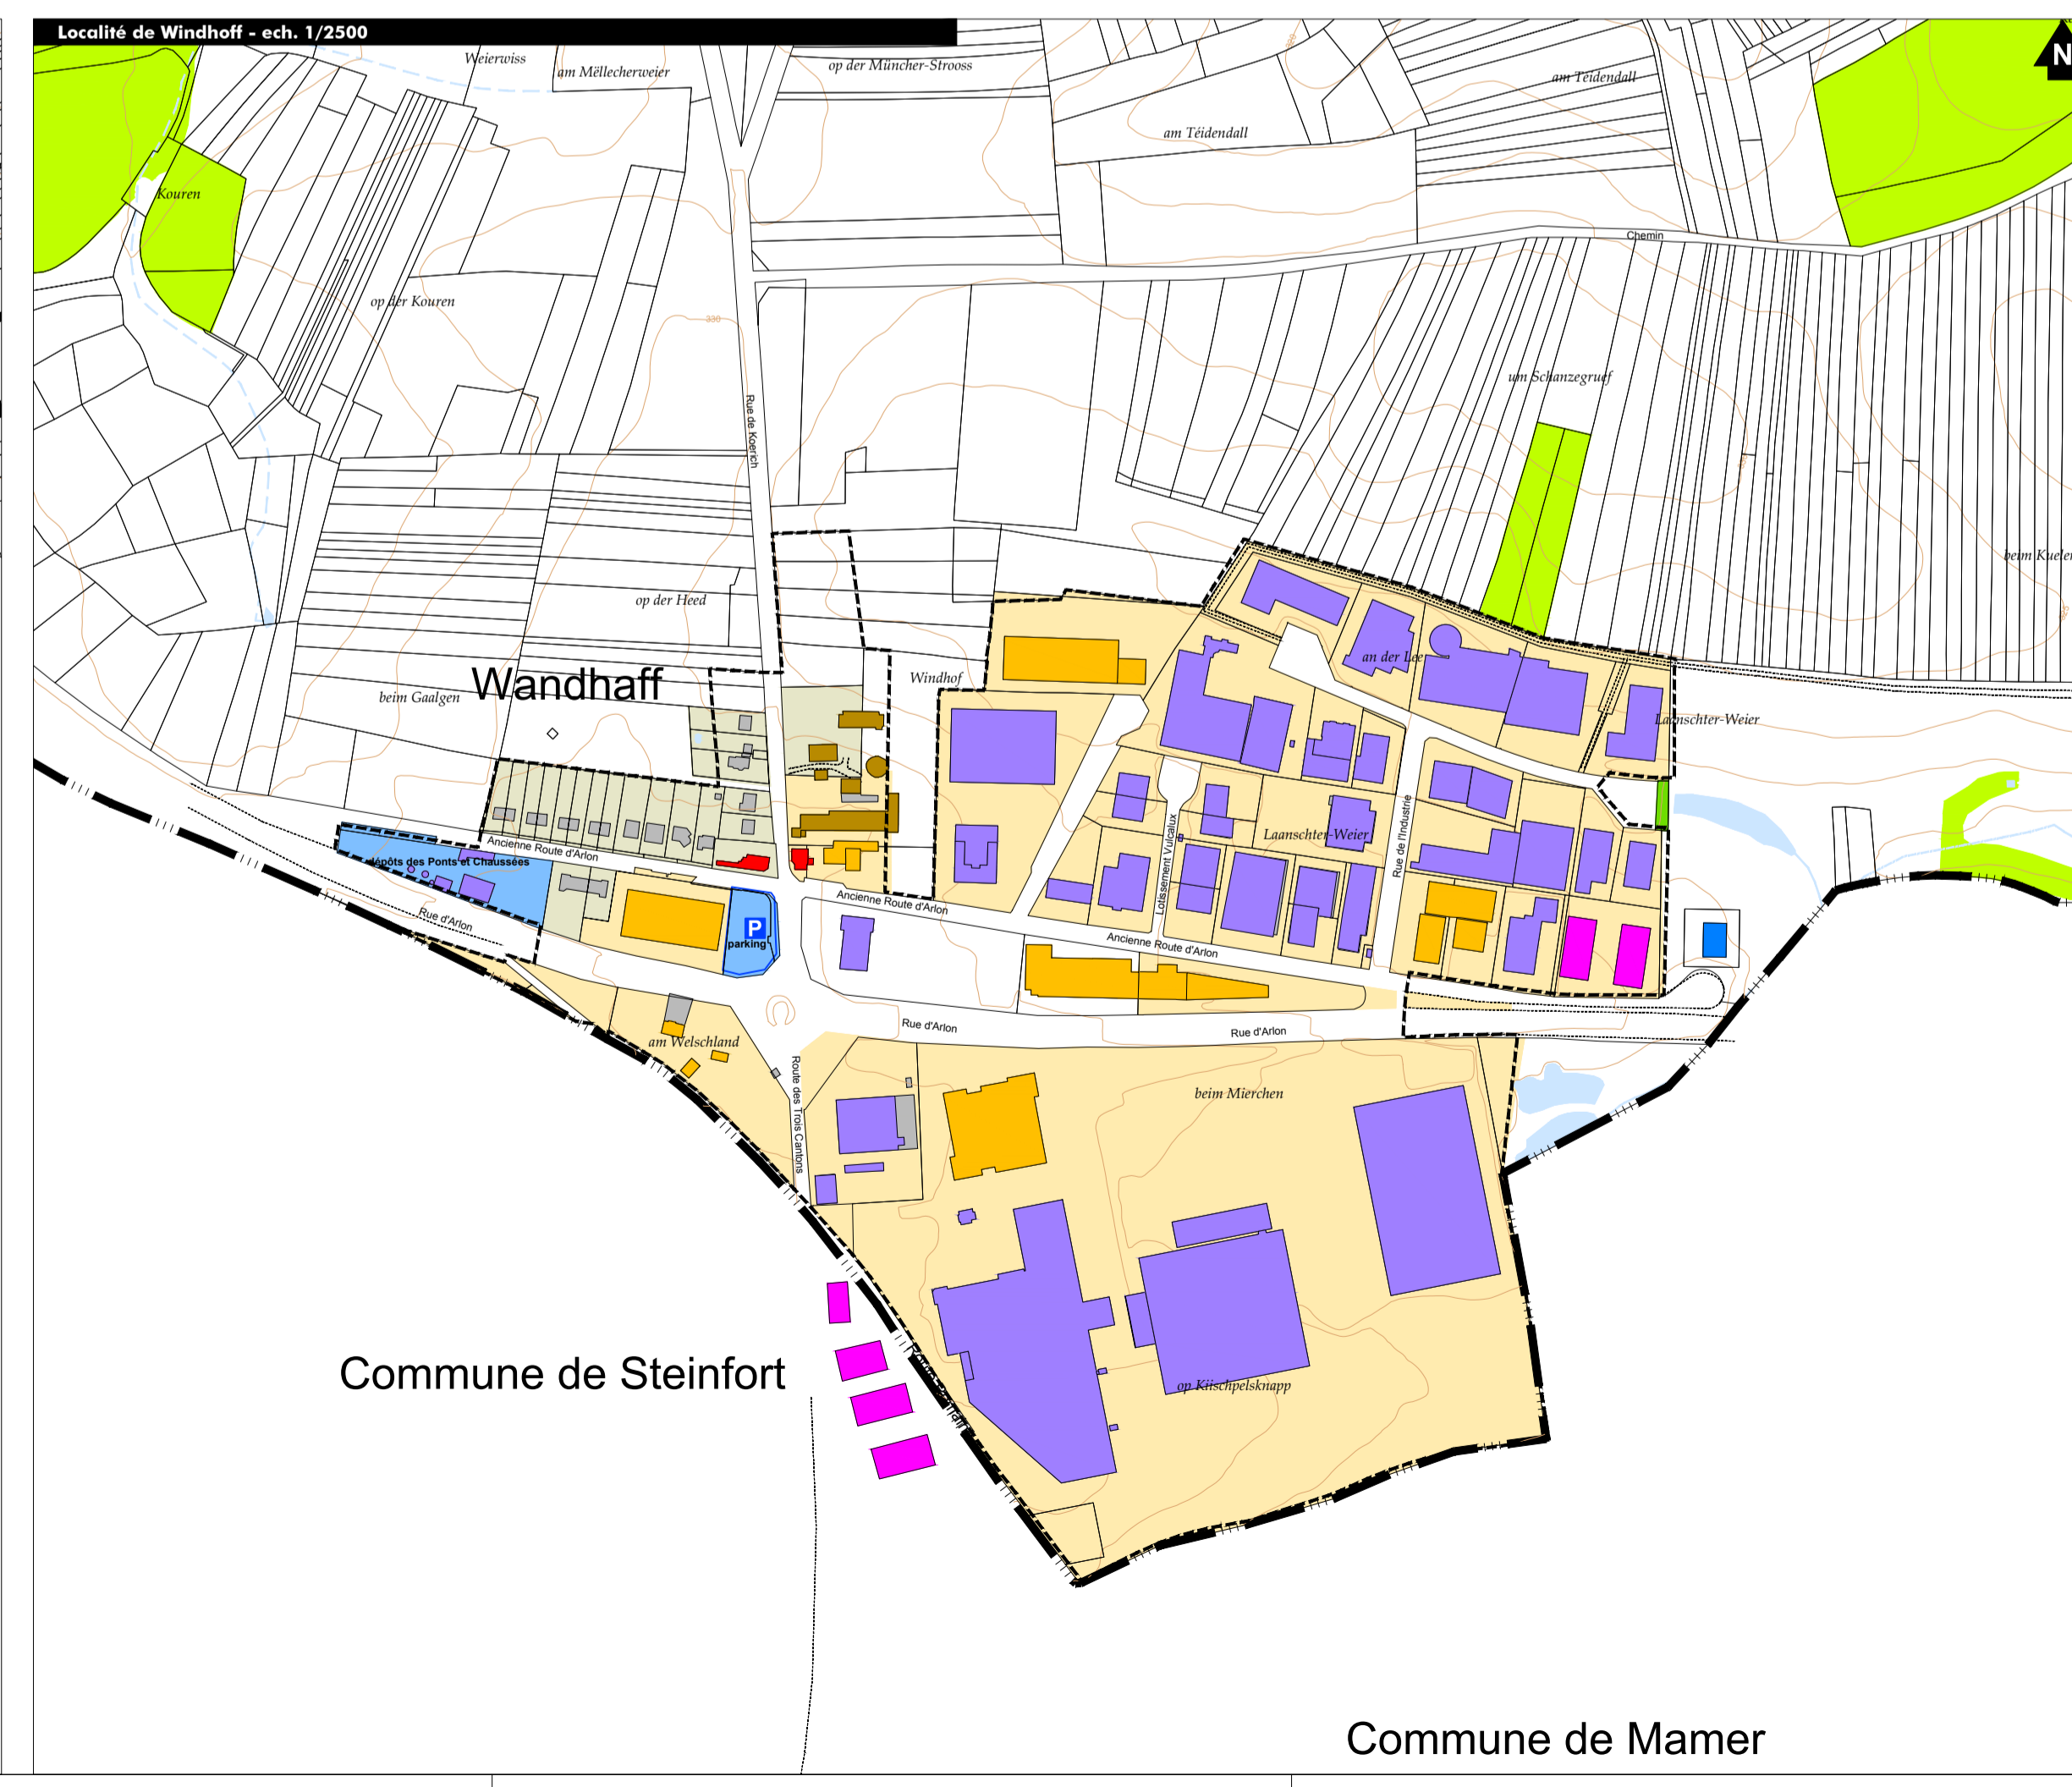 Localité de Windhoff - ech. 1/2500
N
Weierwiss
am Mëllecherweier
op der Müncher-Strooss
am Téidendall
am Téidendall
Kouren
Chemin
op der Kouren
330
um Schanzegruef
Rue de Koerich
op der Heed
Wandhaff
beim Gaalgen
Windhof
an der Lee
Laanschter-Weier
Laanschter-Weier
Lotissement Vulcalux
Rue de l'Industrie
Ancienne Route d'Arlon
dépôts des Ponts et Chaussées
Rue d'Arlon
P
parking
Ancienne Route d'Arlon
Ancienne Route d'Arlon
Rue d'Arlon
Rue d'Arlon
am Welschland
Route des Trois Cantons
beim Mierchen
op Kiischpelsknapp
Commune de Steinfort
Commune de Mamer